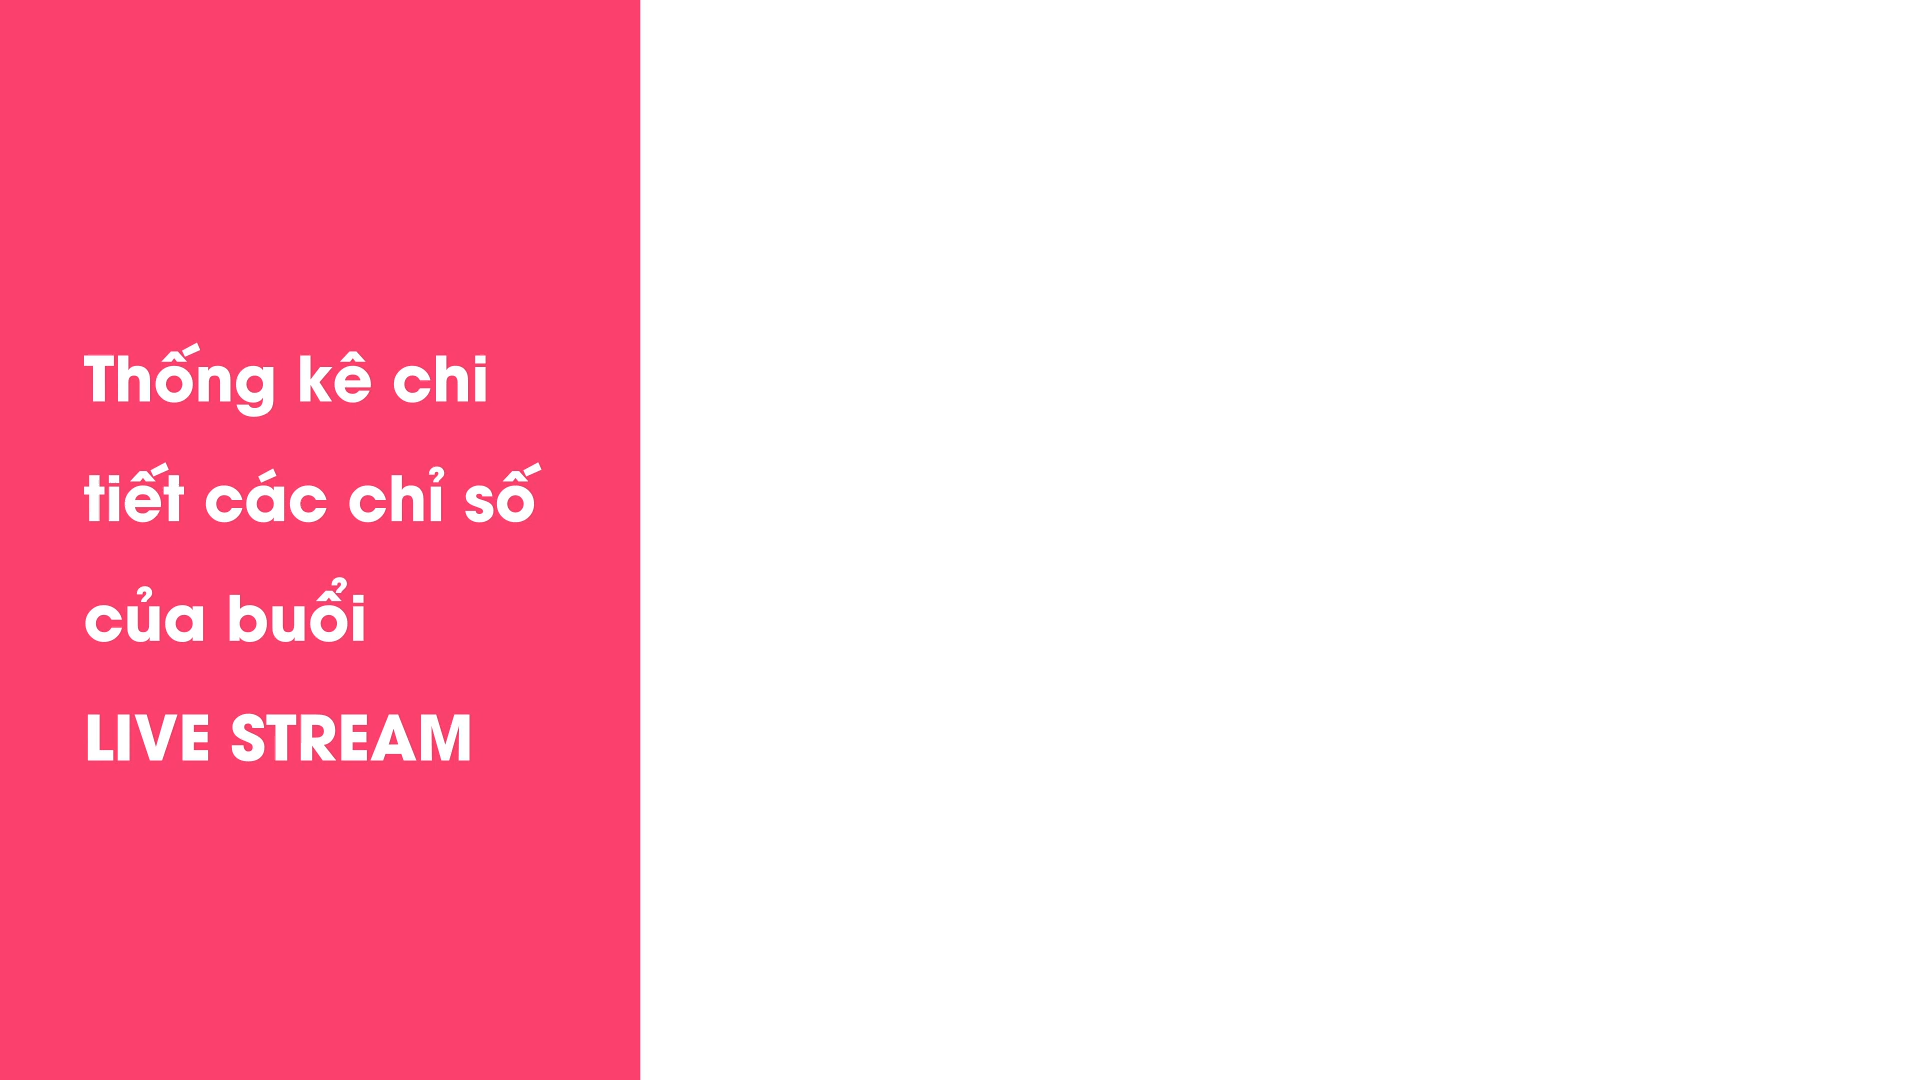 Thống kê chi
tiết các chỉ số
của buổi
LIVE STREAM